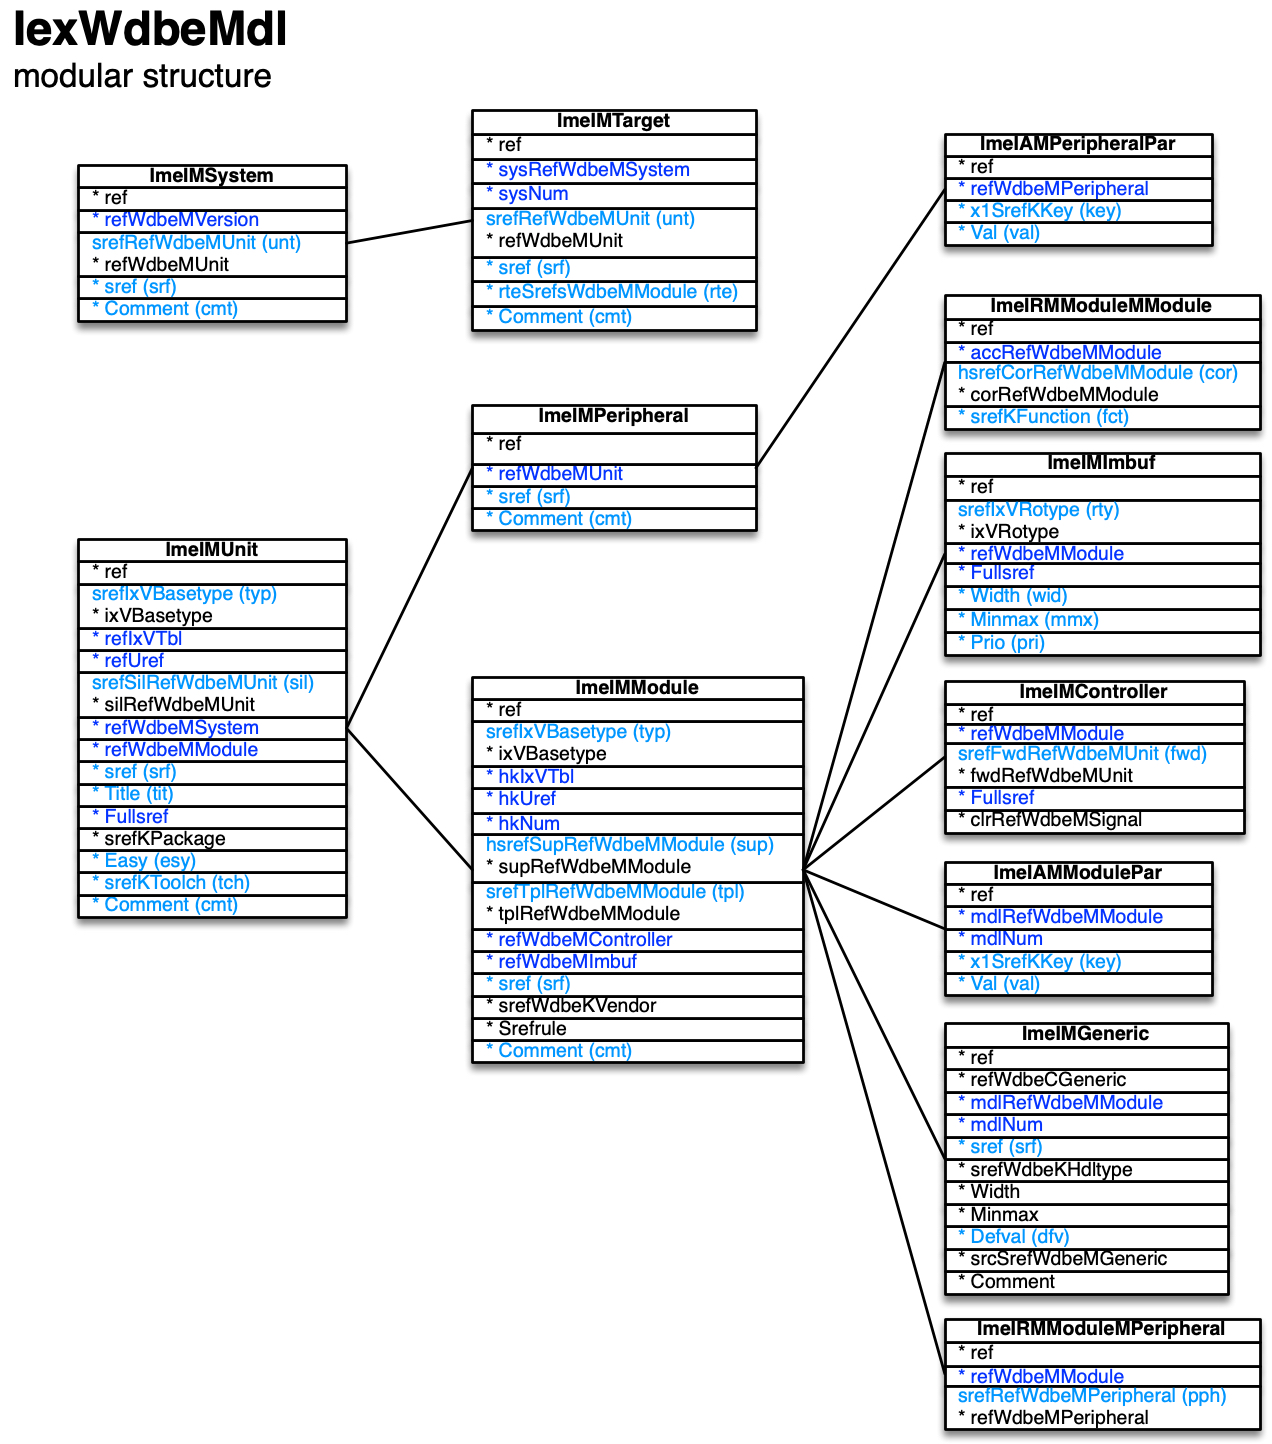 IexWdbeMdl
modular structure
ImeIMSystem
* ref
* refWdbeMVersion
srefRefWdbeMUnit (unt)
* refWdbeMUnit
* sref (srf)
* Comment (cmt)
ImeIMTarget
* ref
* sysRefWdbeMSystem
* sysNum
srefRefWdbeMUnit (unt)
* refWdbeMUnit
* sref (srf)
* rteSrefsWdbeMModule (rte)
* Comment (cmt)
ImeIAMPeripheralPar
* ref
* refWdbeMPeripheral
* x1SrefKKey (key)
* Val (val)
ImeIRMModuleMModule
* ref
* accRefWdbeMModule
hsrefCorRefWdbeMModule (cor)
* corRefWdbeMModule
* srefKFunction (fct)
ImeIMPeripheral
* ref
* refWdbeMUnit
* sref (srf)
* Comment (cmt)
ImeIMImbuf
* ref
srefIxVRotype (rty)
* ixVRotype
* refWdbeMModule
* Fullsref
* Width (wid)
* Minmax (mmx)
* Prio (pri)
ImeIMUnit
* ref
srefIxVBasetype (typ)
* ixVBasetype
* refIxVTbl
* refUref
srefSilRefWdbeMUnit (sil)
* silRefWdbeMUnit
* refWdbeMSystem
* refWdbeMModule
* sref (srf)
* Title (tit)
* Fullsref
* srefKPackage
* Easy (esy)
* srefKToolch (tch)
* Comment (cmt)
ImeIMModule
* ref
srefIxVBasetype (typ)
* ixVBasetype
* hkIxVTbl
* hkUref
* hkNum
hsrefSupRefWdbeMModule (sup)
* supRefWdbeMModule
srefTplRefWdbeMModule (tpl)
* tplRefWdbeMModule
* refWdbeMController
* refWdbeMImbuf
* sref (srf)
* srefWdbeKVendor
* Srefrule
* Comment (cmt)
ImeIMController
* ref
* refWdbeMModule
srefFwdRefWdbeMUnit (fwd)
* fwdRefWdbeMUnit
* Fullsref
* clrRefWdbeMSignal
ImeIAMModulePar
* ref
* mdlRefWdbeMModule
* mdlNum
* x1SrefKKey (key)
* Val (val)
ImeIMGeneric
* ref
* refWdbeCGeneric
* mdlRefWdbeMModule
* mdlNum
* sref (srf)
* srefWdbeKHdltype
* Width
* Minmax
* Defval (dfv)
* srcSrefWdbeMGeneric
* Comment
ImeIRMModuleMPeripheral
* ref
* refWdbeMModule
srefRefWdbeMPeripheral (pph)
* refWdbeMPeripheral